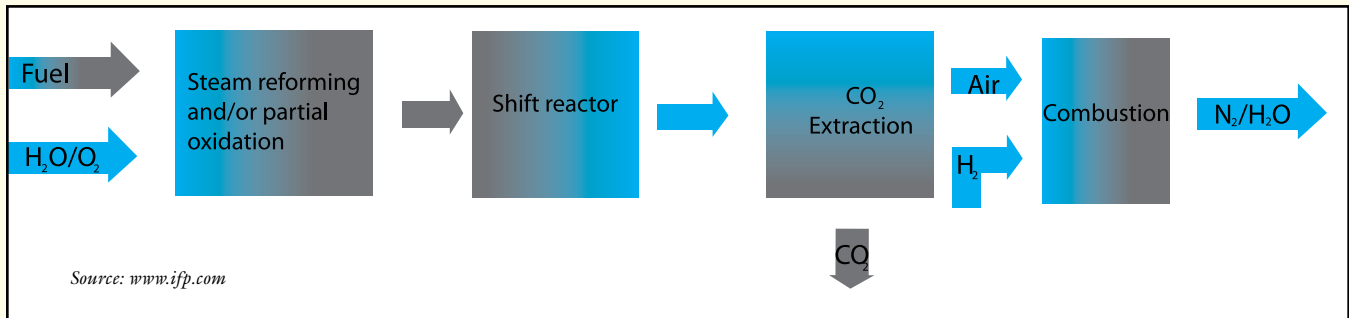 Fuel
H₂O/O₂
Steam reforming
and/or partial
oxidation
Shift reactor
CO₂
Extraction
CO₂
Air
H₂
Combustion
N₂/H₂O
Source: www.ifp.com